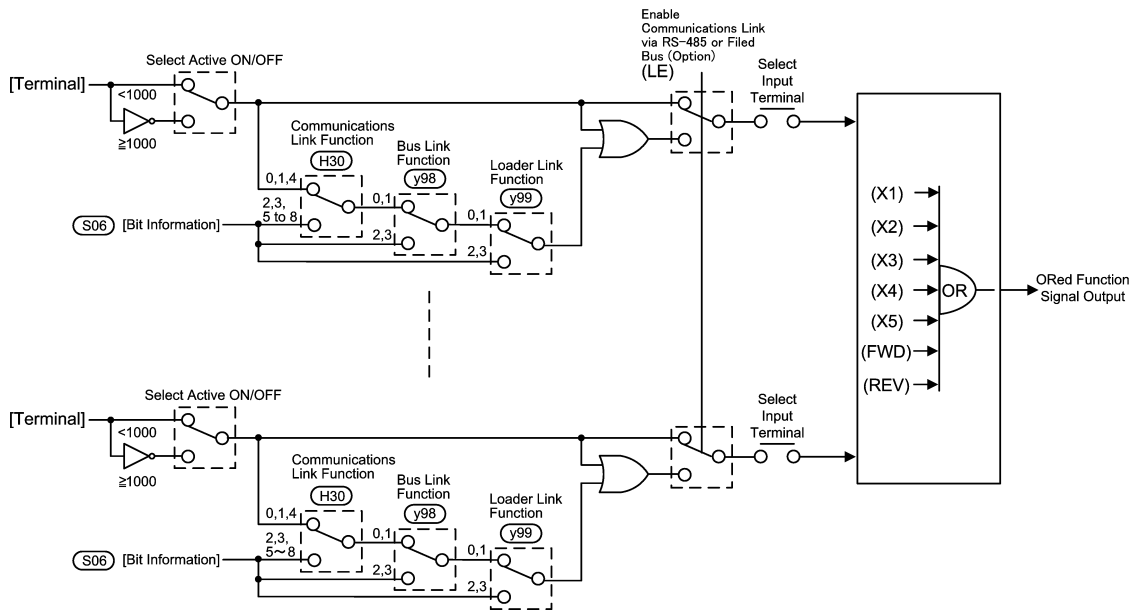 Enable
Communications Link
via RS-485 or Filed
Bus (Option)
(LE)
Select Active ON/OFF
Select
Input
Terminal
[Terminal]
<1000
≧1000
Communications
Link Function
H30
Bus Link
Function
y98
Loader Link
Function
y99
0,1,4
2,3,
5 to 8
0,1
0,1
2,3
2,3
S06 [Bit Information]
(X1)
(X2)
(X3)
(X4)
(X5)
(FWD)
(REV)
OR
ORed Function
Signal Output
Select Active ON/OFF
Select
Input
Terminal
[Terminal]
<1000
≧1000
Communications
Link Function
H30
Bus Link
Function
y98
Loader Link
Function
y99
0,1,4
2,3,
5~8
0,1
0,1
2,3
2,3
S06 [Bit Information]